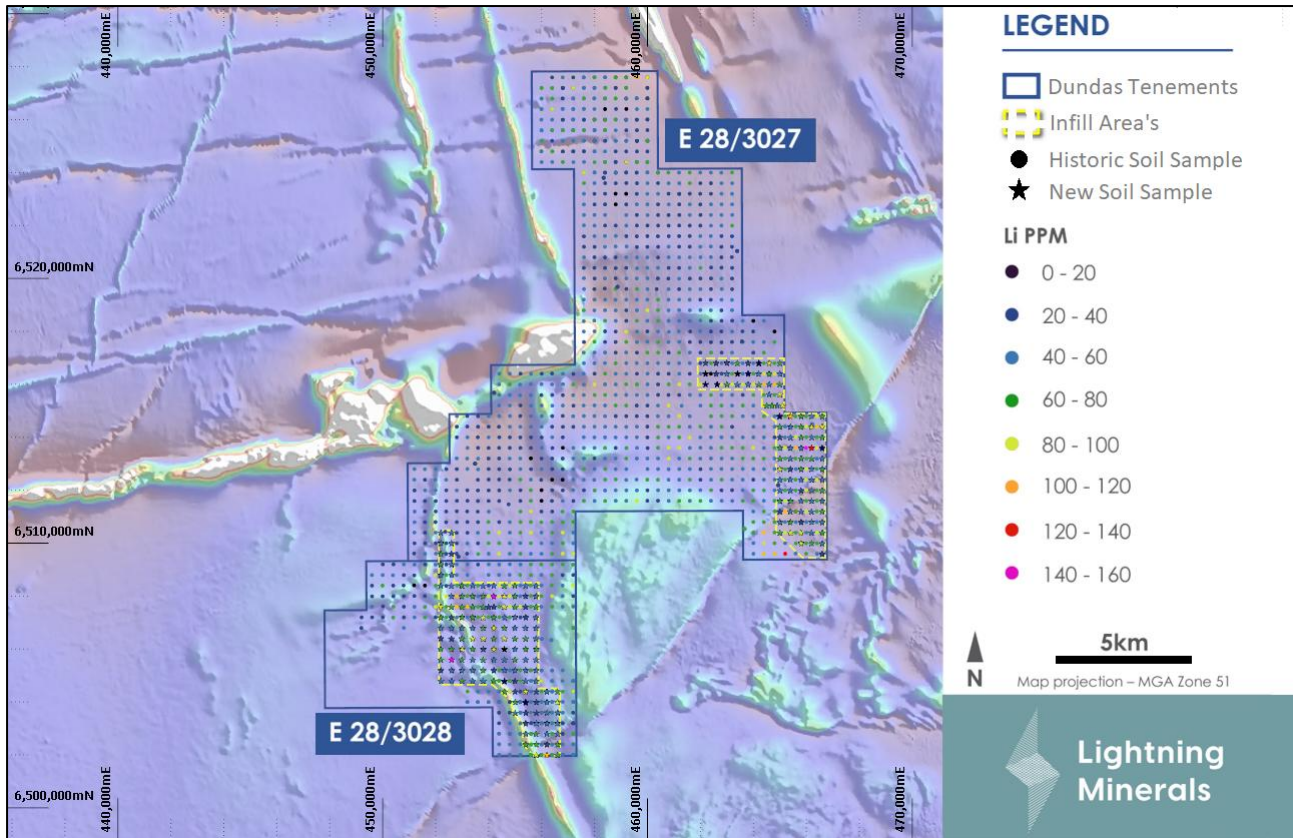 440,000mE
450,000mE
460,000mE
470,000mE
LEGEND
Dundas Tenements
Infill Area's
Historic Soil Sample
New Soil Sample
Li PPM
0 - 20
20 - 40
40 - 60
60 - 80
80 - 100
100 - 120
120 - 140
140 - 160
5km
N
Map projection – MGA Zone 51
E 28/3027
6,520,000mN
6,510,000mN
E 28/3028
6,500,000mN
440,000mE
450,000mE
460,000mE
470,000mE
Lightning
Minerals